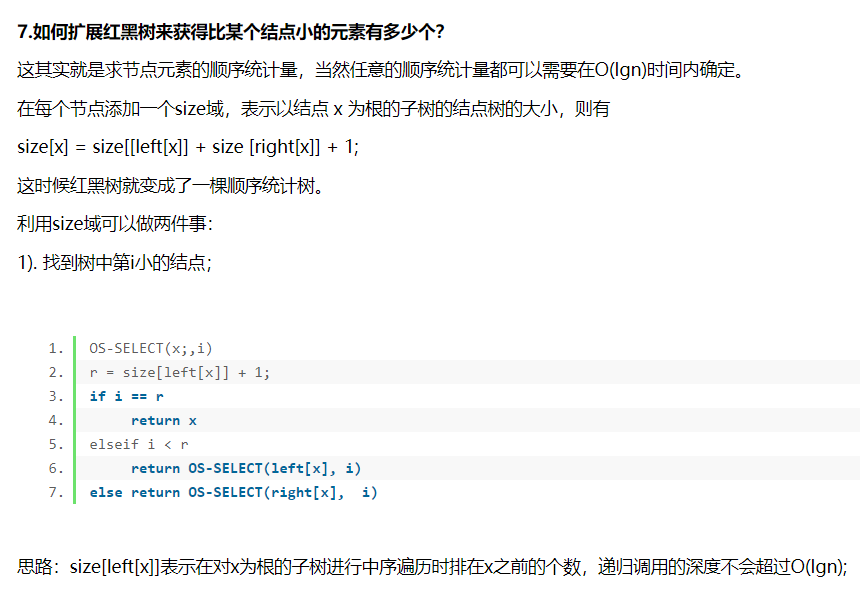 7.如何扩展红黑树来获得比某个结点小的元素有多少个？
这其实就是求节点元素的顺序统计量，当然任意的顺序统计量都可以需要在O(lgn)时间内确定。
在每个节点添加一个size域，表示以结点 x 为根的子树的结点树的大小，则有
size[x] = size[[left[x]] + size [right[x]] + 1;
这时候红黑树就变成了一棵顺序统计树。
利用size域可以做两件事：
1). 找到树中第i小的结点；
1. OS-SELECT(x;,i)
2. r = size[left[x]] + 1;
3. if i == r
4. return x
5. elseif i < r
6. return OS-SELECT(left[x], i)
7. else return OS-SELECT(right[x], i)
思路：size[left[x]]表示在对x为根的子树进行中序遍历时排在x之前的个数，递归调用的深度不会超过O(lgn);